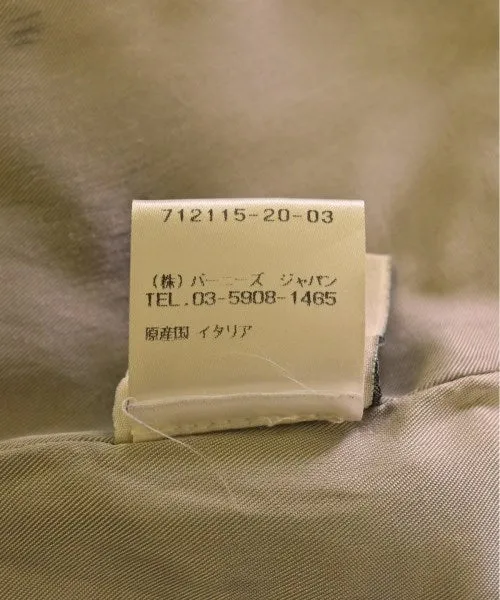 712115-20-03
(株) バーニーズ ジャパン
TEL.03-5908-1465
原産国 イタリア